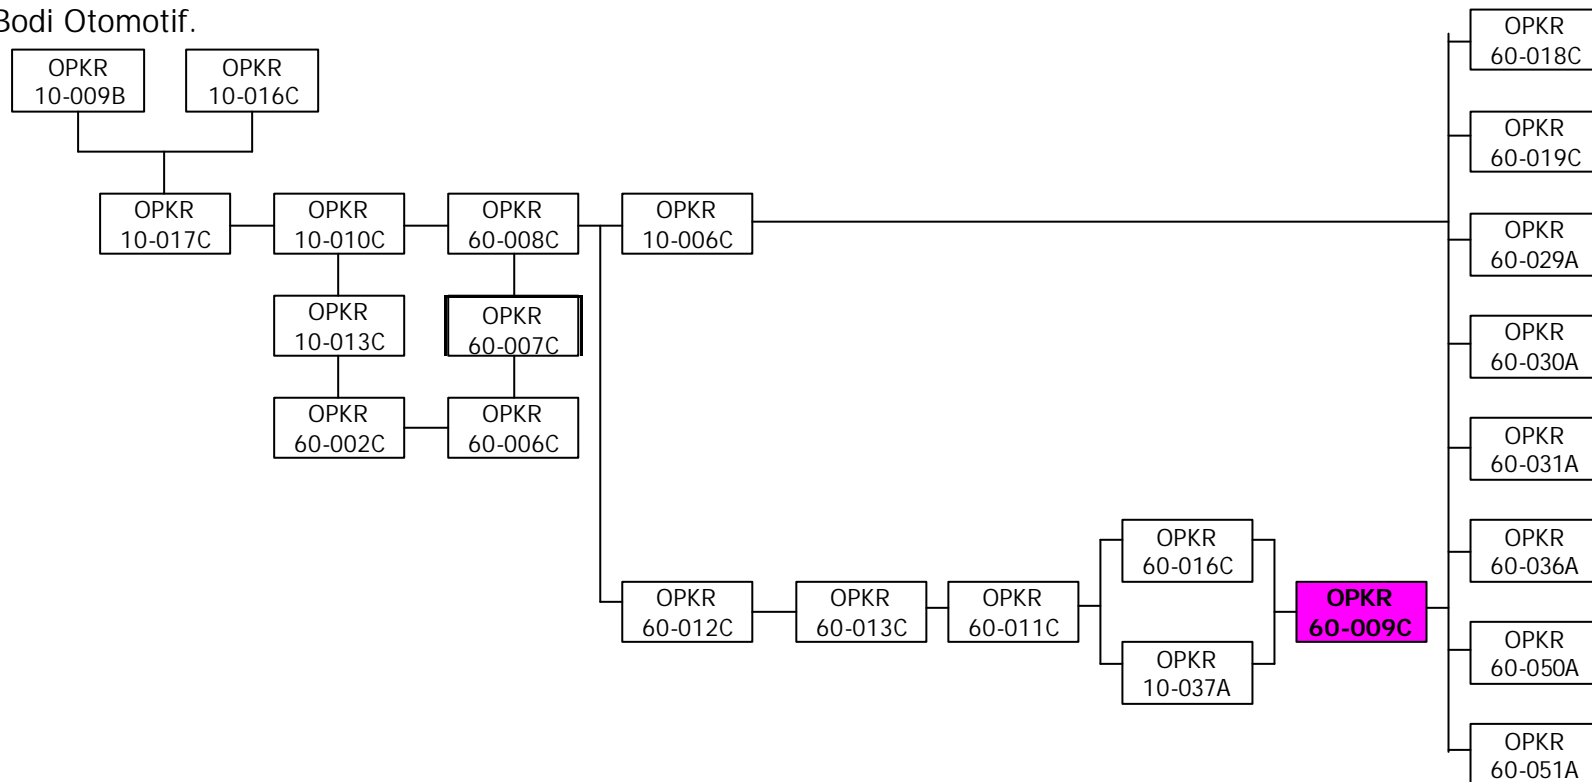 Bodi Otomotif.
OPKR
60-018C
OPKR
10-009B
OPKR
10-016C
OPKR
60-019C
OPKR
10-017C
OPKR
10-010C
OPKR
60-008C
OPKR
10-006C
OPKR
60-029A
OPKR
10-013C
OPKR
60-007C
OPKR
60-030A
OPKR
60-002C
OPKR
60-006C
OPKR
60-031A
OPKR
60-016C
OPKR
60-036A
OPKR
60-012C
OPKR
60-013C
OPKR
60-011C
OPKR
60-009C
OPKR
10-037A
OPKR
60-050A
OPKR
60-051A